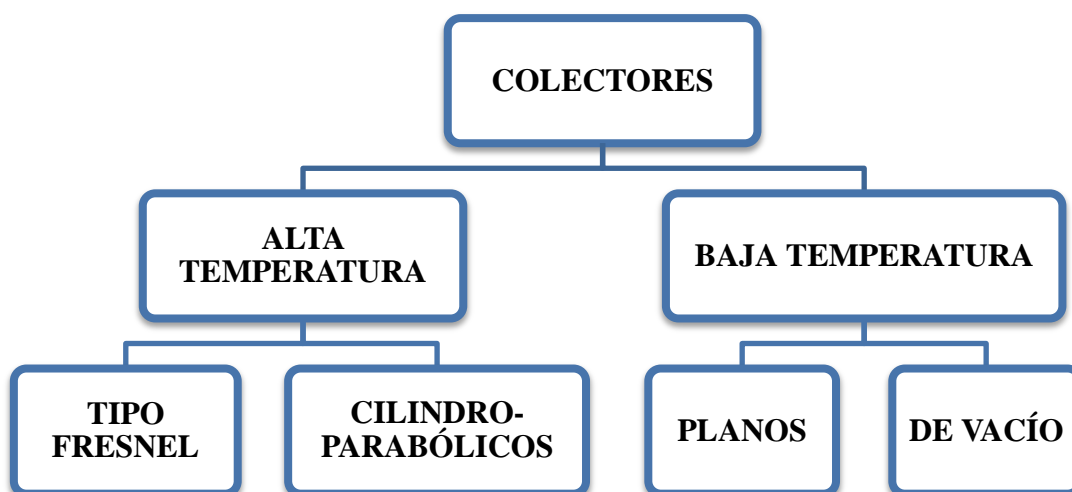 COLECTORES
ALTA
TEMPERATURA
BAJA TEMPERATURA
TIPO
FRESNEL
CILINDRO-
PARABÓLICOS
PLANOS
DE VACÍO